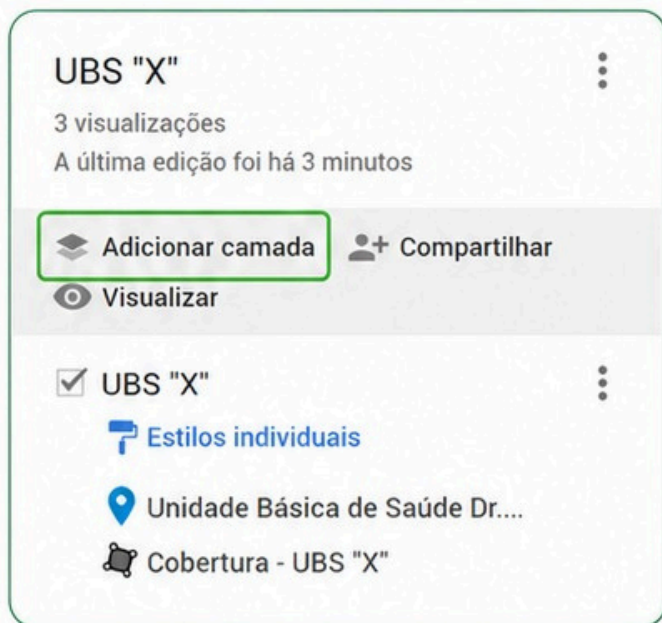 UBS "X"
3 visualizações
A última edição foi há 3 minutos
Adicionar camada Compartilhar
Visualizar
UBS "X"
Estilos individuais
Unidade Básica de Saúde Dr....
Cobertura - UBS "X"